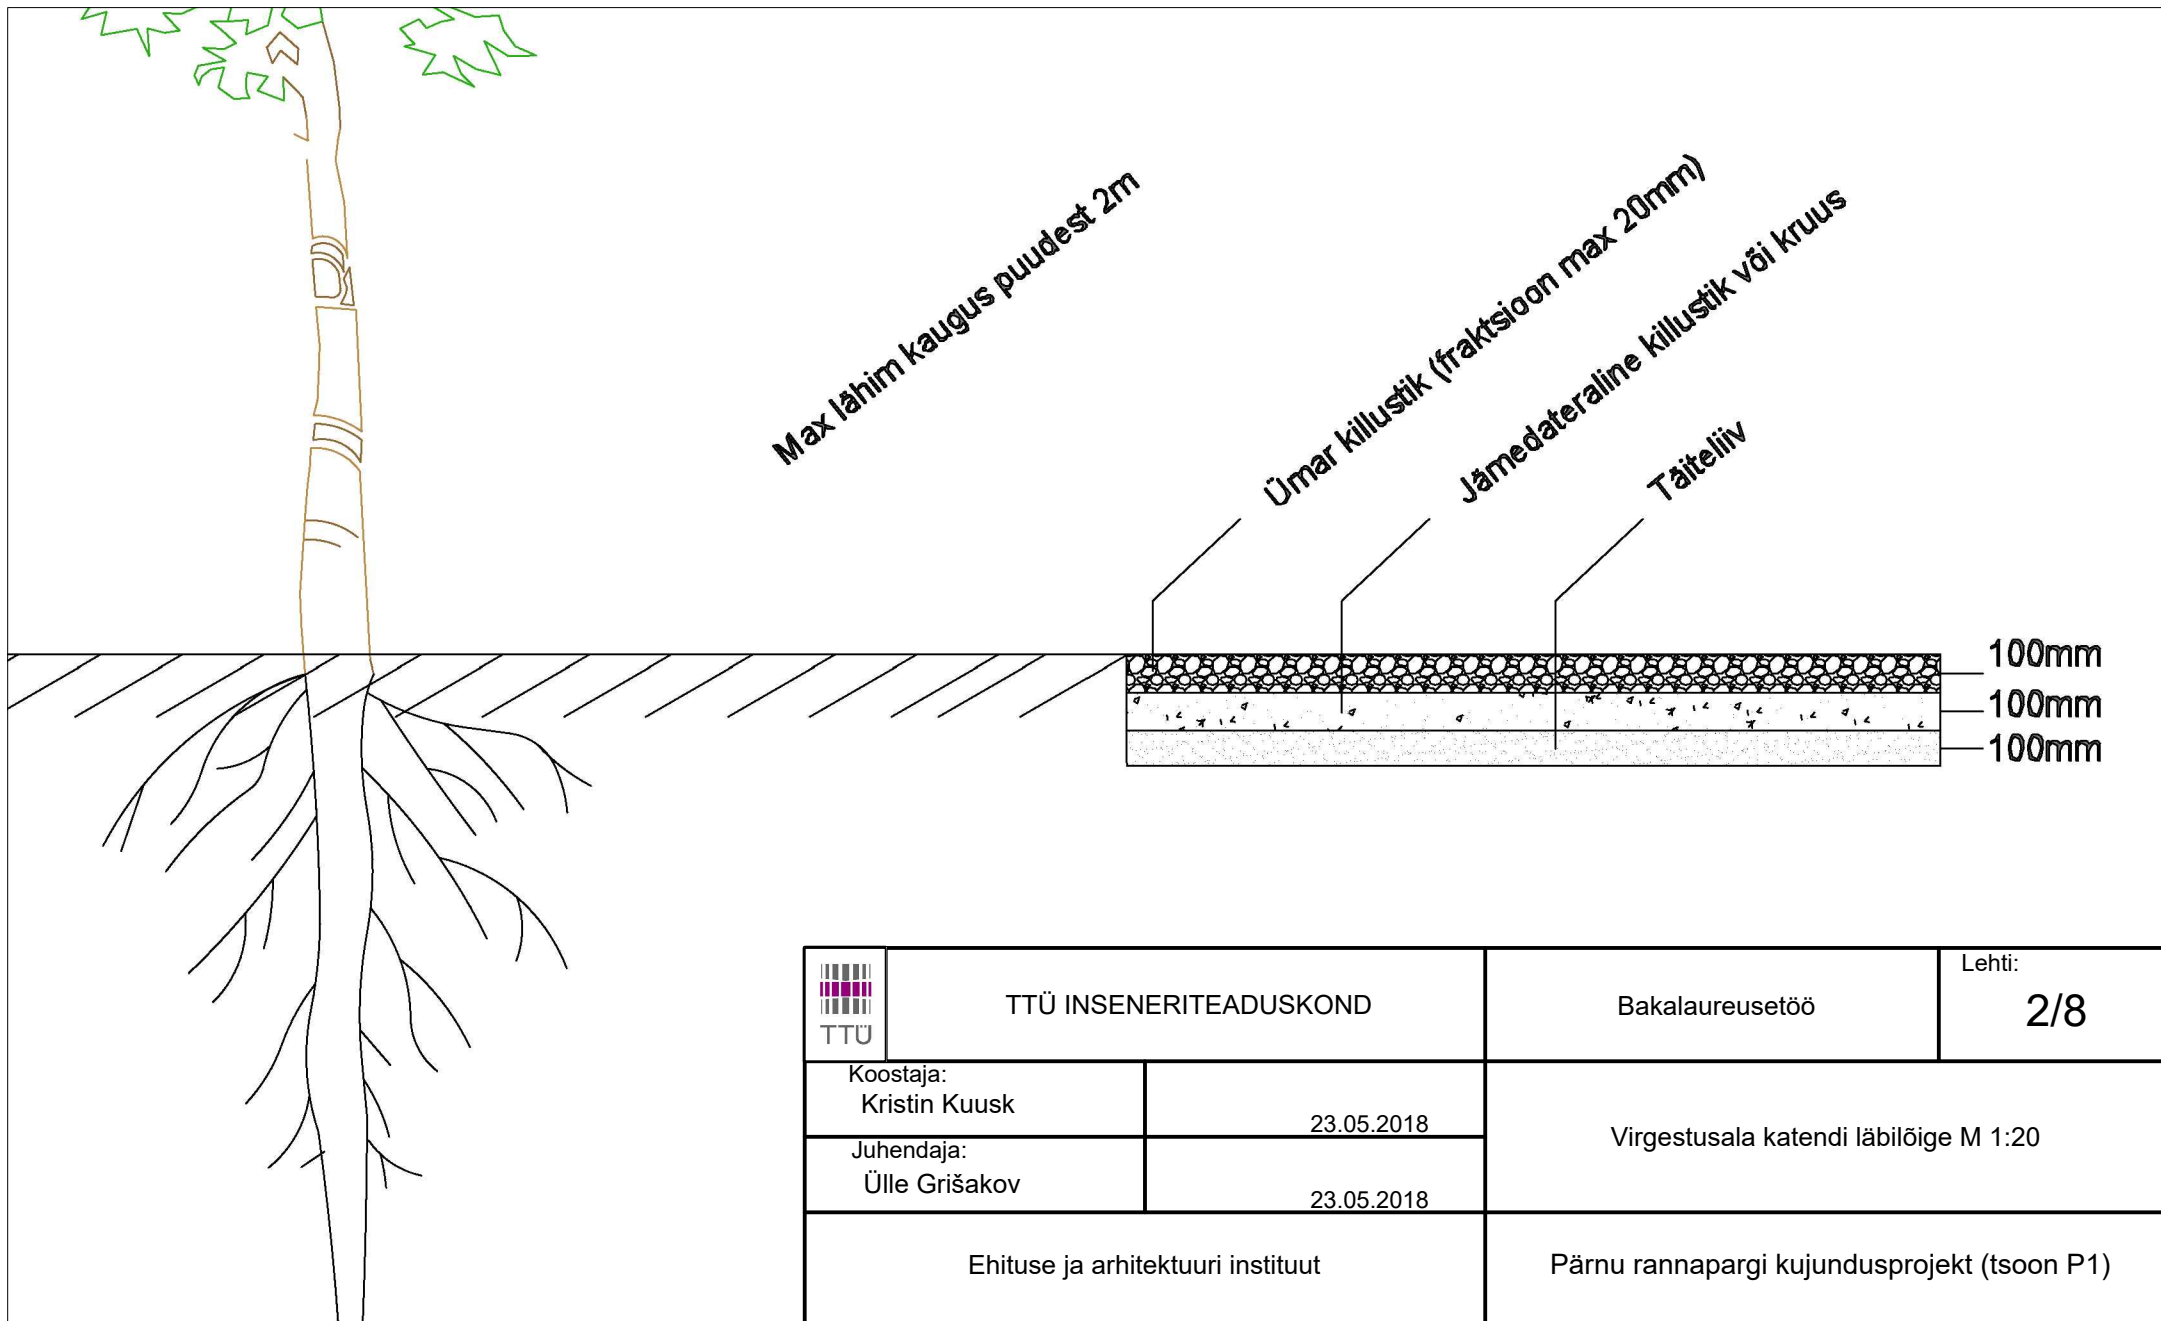 Max lähim kaugus puudest 2m
Ümar killustik (fraktsioon max 20mm)
Jämedateraline killustik või kruus
Täiteliiv
100mm
100mm
100mm
TTÜ
TTÜ INSENERITEADUSKOND
Bakalaureusetöö
Lehti:
2/8
Koostaja:
Kristin Kuusk
23.05.2018
Juhendaja:
Ülle Grišakov
23.05.2018
Virgestusala katendi läbilõige M 1:20
Ehituse ja arhitektuuri instituut
Pärnu rannapargi kujundusprojekt (tsoon P1)